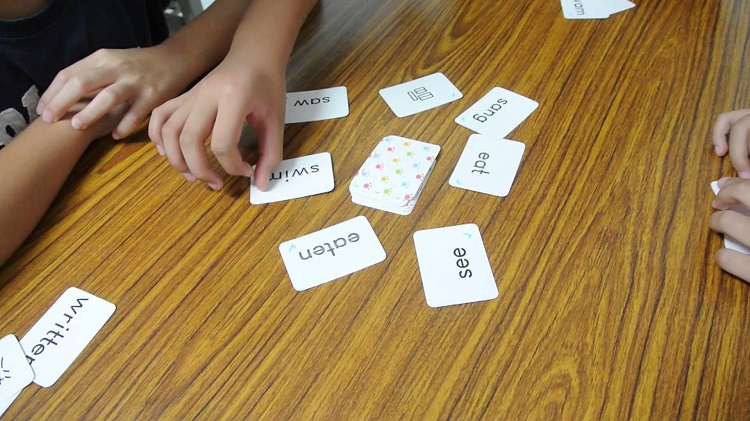 saw
sang
swim
eat
eaten
see
written